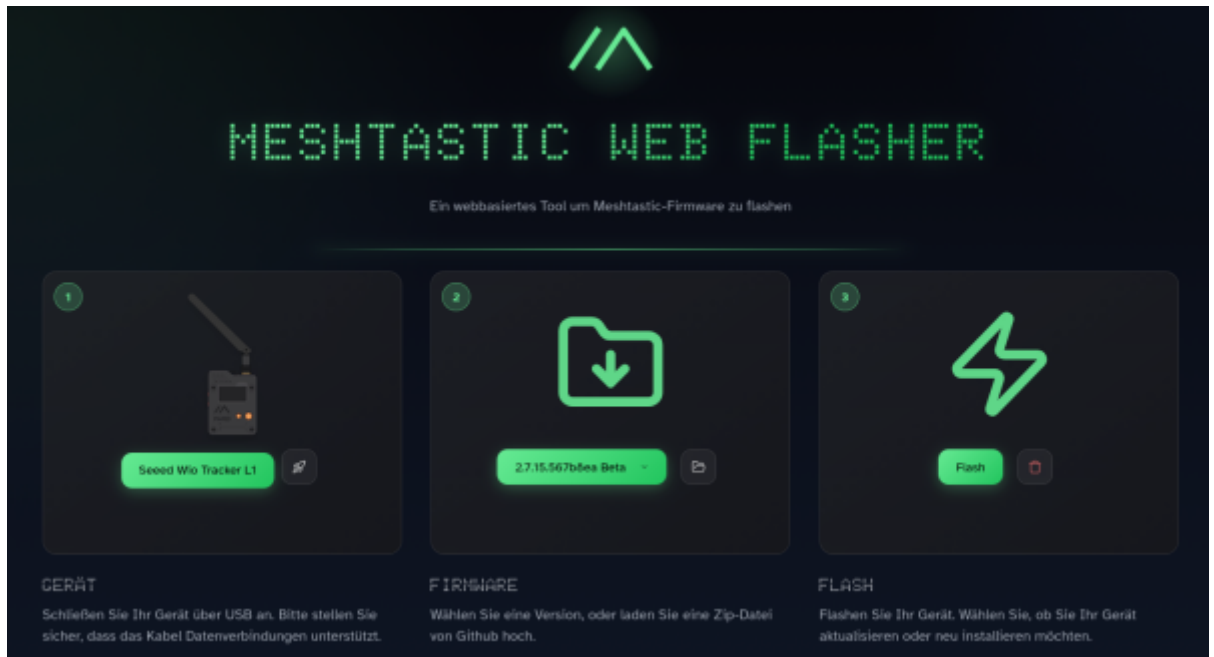 MESHTASTIC WEB FLASHER
Ein webbasiertes Tool um Meshtastic-Firmware zu flashen
1
2
3
Seeed Wio Tracker L1
2.7.15.567b8ea Beta
Flash
GERÄT
Schließen Sie Ihr Gerät über USB an. Bitte stellen Sie
sicher, dass das Kabel Datenverbindungen unterstützt.
FIRMWARE
Wählen Sie eine Version, oder laden Sie eine Zip-Datei
von Github hoch.
FLASH
Flashen Sie Ihr Gerät. Wählen Sie, ob Sie Ihr Gerät
aktualisieren oder neu installieren möchten.